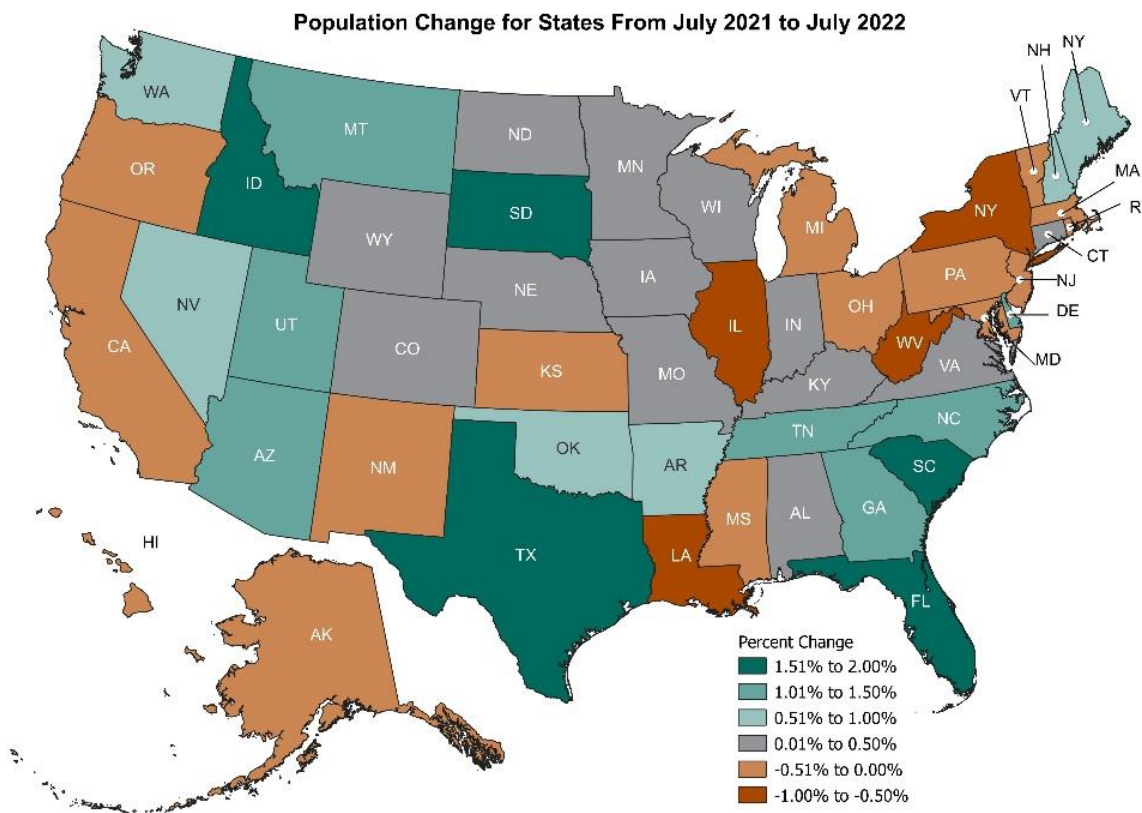 Population Change for States From July 2021 to July 2022
NY
NH
VT
WA
MT
ND
MN
OR
ID
SD
WI
MI
NY
MA
R
CT
WY
IA
PA
NJ
NE
NV
UT
CO
IL
IN
OH
DE
WV
MD
VA
CA
KS
MO
KY
TN
NC
AZ
NM
OK
AR
SC
MS
AL
GA
TX
LA
HI
FL
AK
Percent Change
1.51% to 2.00%
1.01% to 1.50%
0.51% to 1.00%
0.01% to 0.50%
-0.51% to 0.00%
-1.00% to -0.50%